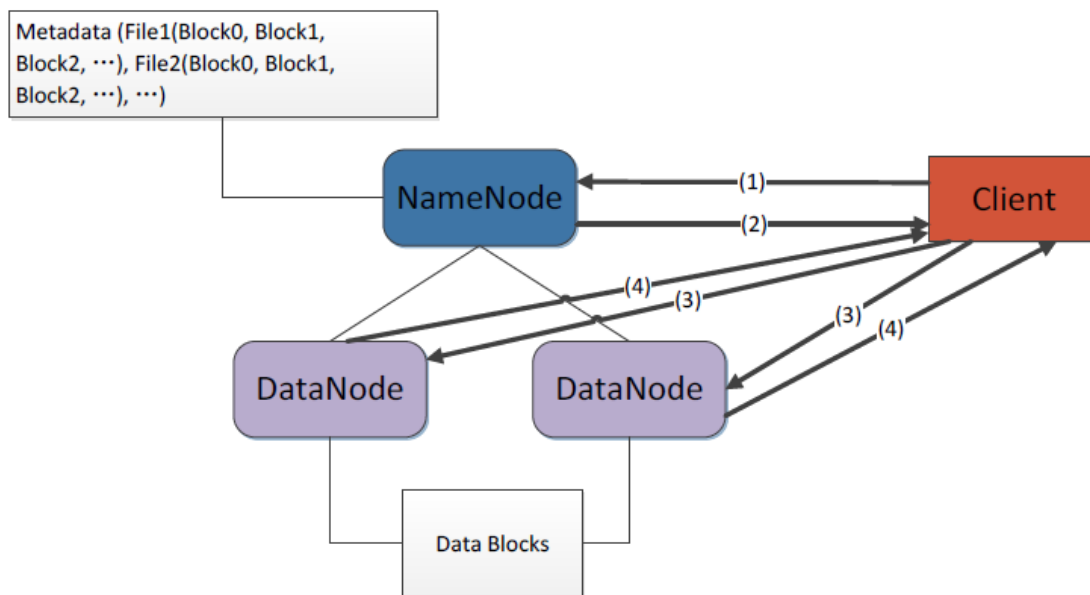 Metadata (File1(Block0, Block1,
Block2, ⋯), File2(Block0, Block1,
Block2, ⋯), ⋯)
NameNode
(1)
Client
(2)
(4)
(3)
(3)
(4)
DataNode
DataNode
Data Blocks